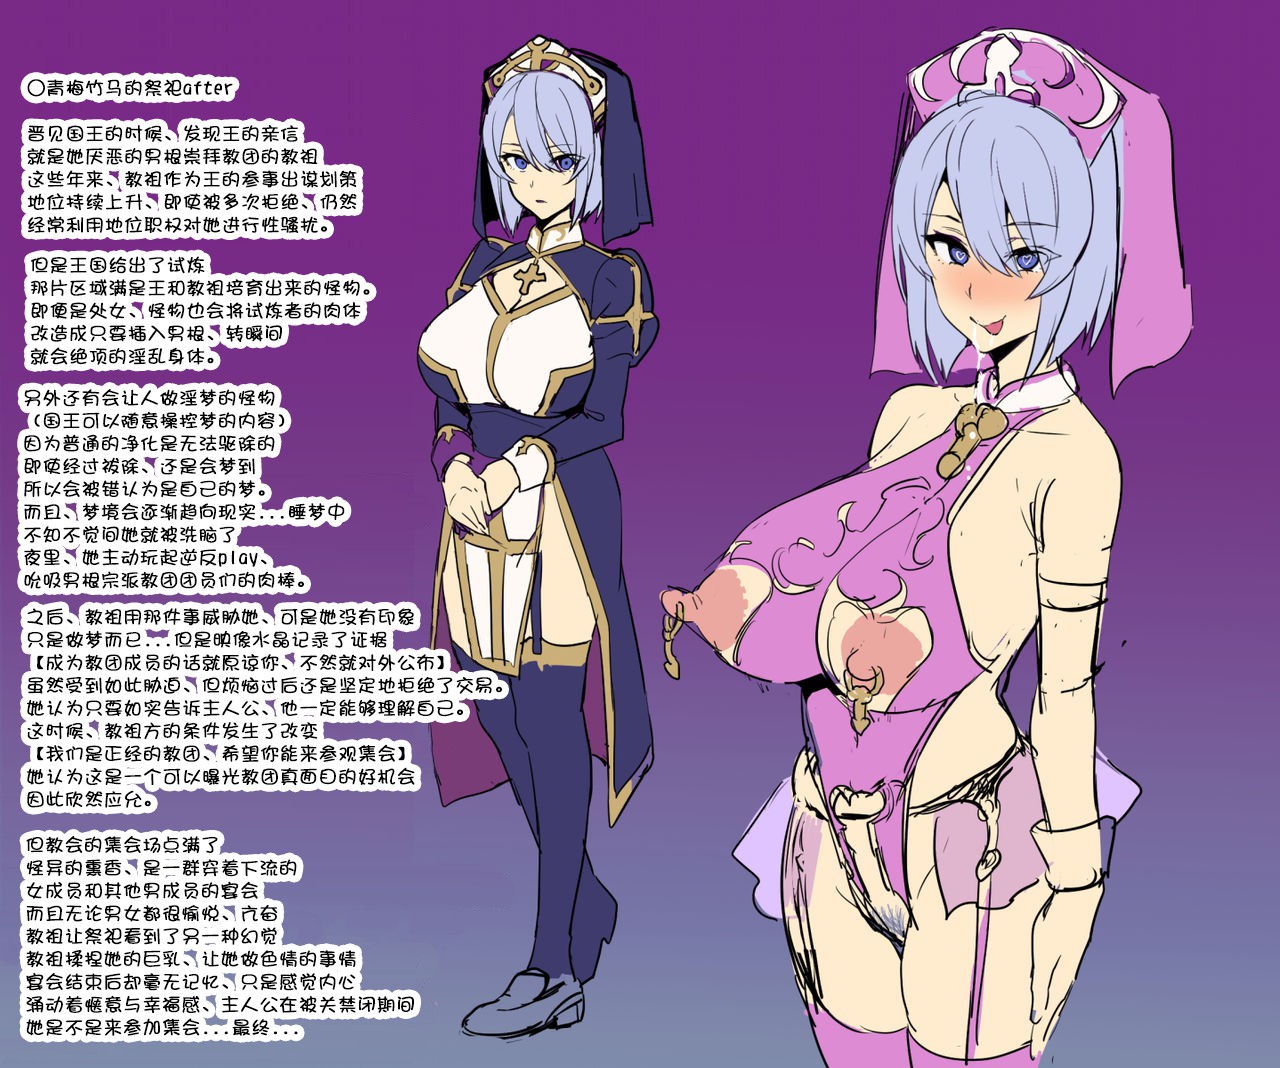 〇青梅竹马的祭祀after
晋见国王的时候、发现王的亲信
就是她厌恶的男根崇拜教团的教祖
这些年来、教祖作为王的参事出谋划策
地位持续上升、即使被多次拒绝、仍然
经常利用地位职权对她进行性骚扰。
但是王国给出了试炼
那片区域满是王和教祖培育出来的怪物。
即便是处女、怪物也会将试炼者的肉体
改造成只要插入男根、转瞬间
就会绝顶的淫乱身体。
另外还有会让人做淫梦的怪物
（国王可以随意操控梦的内容）
因为普通的净化是无法驱除的
即使经过祓除、还是会梦到
所以会被错认为是自己的梦。
而且、梦境会逐渐趋向现实...睡梦中
不知不觉间她就被洗脑了
夜里、她主动玩起逆反play、
吮吸男根宗派教团团员们的肉棒。
之后、教祖用那件事威胁她、可是她没有印象
只是做梦而已...但是映像水晶记录了证据
【成为教团成员的话就原谅你、不然就对外公布】
虽然受到如此胁迫、但烦恼过后还是坚定地拒绝了交易。
她认为只要如实告诉主人公、他一定能够理解自己。
这时候、教祖方的条件发生了改变
【我们是正经的教团、希望你能来参观集会】
她认为这是一个可以曝光教团真面目的好机会
因此欣然应允。
但教会的集会场点满了
怪异的熏香、是一群穿着下流的
女成员和其他男成员的宴会
而且无论男女都很愉悦、亢奋
教祖让祭祀看到了另一种幻觉
教祖揉捏她的巨乳、让她做色情的事情
宴会结束后却毫无记忆、只是感觉内心
涌动着惬意与幸福感、主人公在被关禁闭期间
她是不是来参加集会...最终...